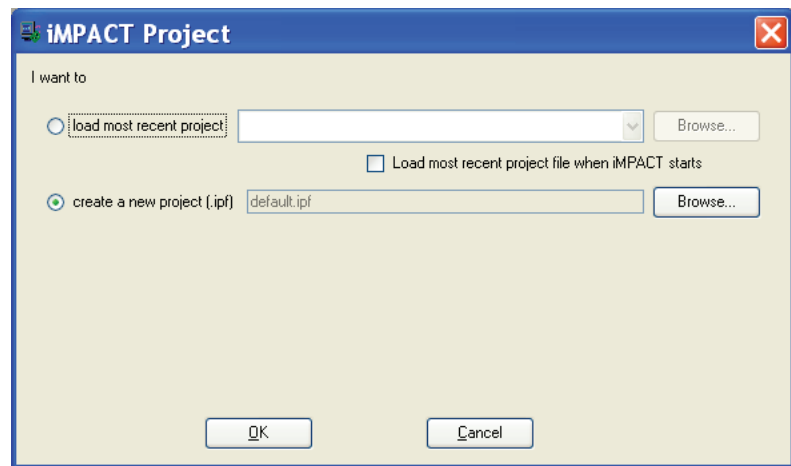 iMPACT Project
I want to
load most recent project Browse...
Load most recent project file when iMPACT starts
create a new project (.ipf) default.ipf Browse...
OK Cancel